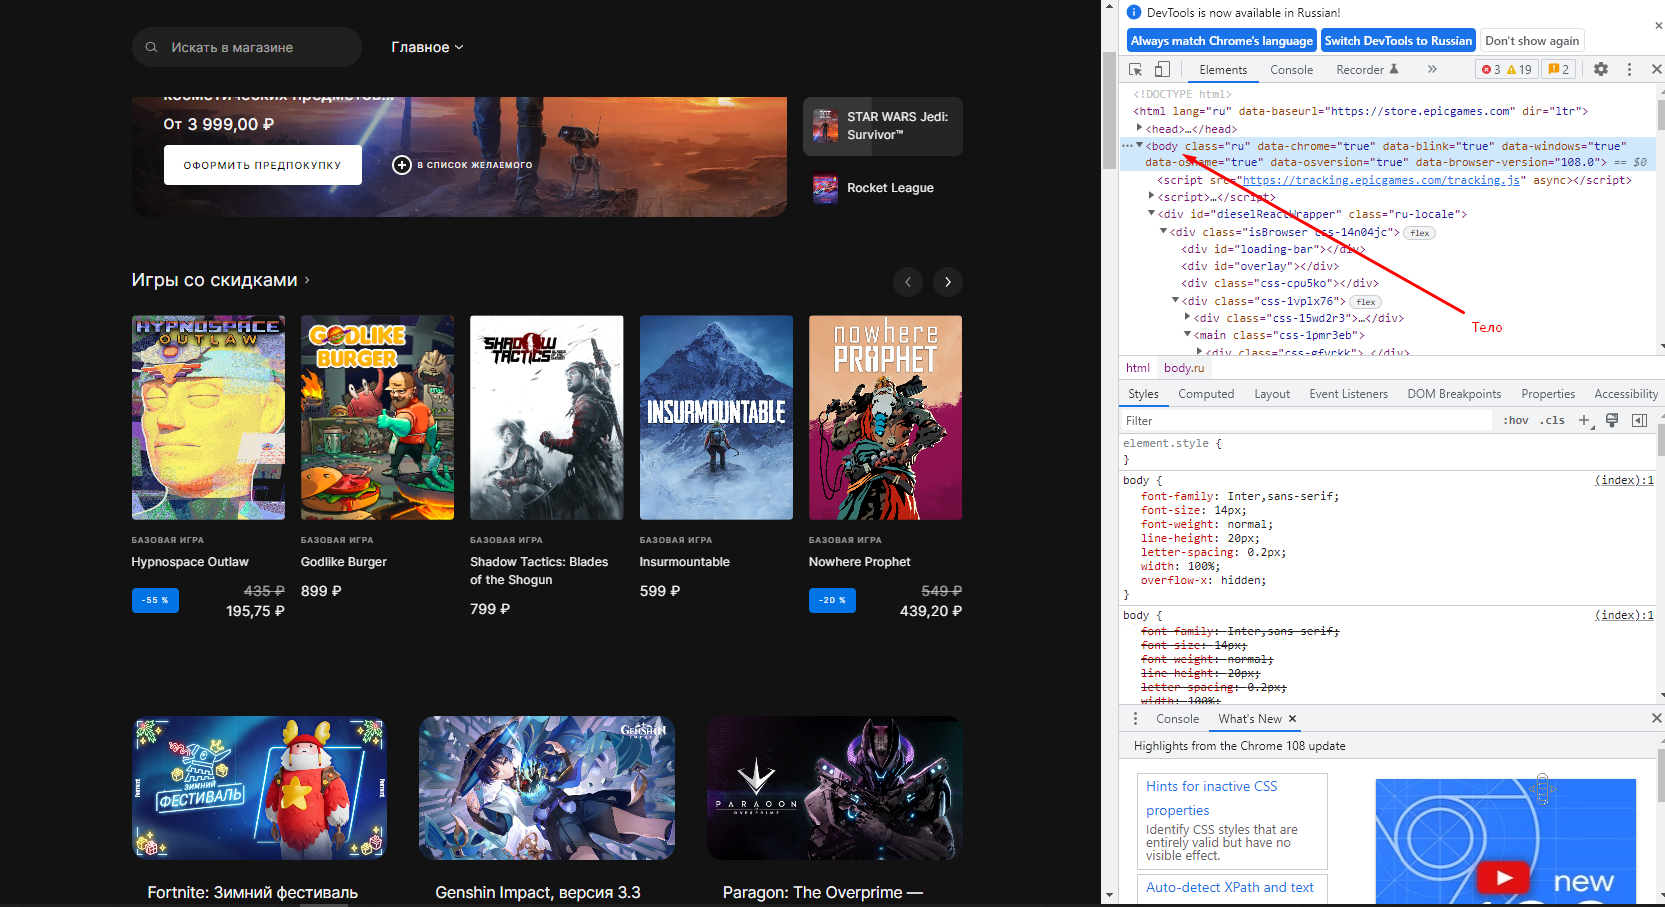 Искать в магазине
Главное
косметических предметов...
От 3 999,00 ₽
ОФОРМИТЬ ПРЕДПОКУПКУ
В СПИСОК ЖЕЛАЕМОГО
STAR WARS Jedi:
Survivor™
Rocket League
Игры со скидками
HYPNOSPACE
OUTLAW
GODLIKE
BURGER
SHADOW
TACTICS:
INSURMOUNTABLE
nowhere
PROPHET
БАЗОВАЯ ИГРА
Hypnospace Outlaw
-55 %
435 ₽
195,75 ₽
БАЗОВАЯ ИГРА
Godlike Burger
899 ₽
БАЗОВАЯ ИГРА
Shadow Tactics: Blades
of the Shogun
799 ₽
БАЗОВАЯ ИГРА
Insurmountable
599 ₽
БАЗОВАЯ ИГРА
Nowhere Prophet
-20 %
549 ₽
439,20 ₽
ЗИМНИЙ
ФЕСТИВАЛЬ
GENSHIN
IMPACT
PARAGON
OVERPRIME
Fortnite: Зимний фестиваль
Genshin Impact, версия 3.3
Paragon: The Overprime —
DevTools is now available in Russian!
Always match Chrome's language
Switch DevTools to Russian
Don't show again
Elements
Console
Recorder
3
19
2
<!DOCTYPE html>
<html lang="ru" data-baseurl="https://store.epicgames.com" dir="ltr">
<head>…</head>
<body class="ru" data-chrome="true" data-blink="true" data-windows="true"
data-osname="true" data-osversion="true" data-browser-version="108.0"> == $0
<script src="https://tracking.epicgames.com/tracking.js" async></script>
<script>…</script>
<div id="dieselReactWrapper" class="ru-locale">
<div class="isBrowser css-14n04jc"> flex
<div id="loading-bar"></div>
<div id="overlay"></div>
<div class="css-cpu5ko"></div>
<div class="css-1vplx76"> flex
<div class="css-15wd2r3">…</div>
<main class="css-1pmr3eb">
<div class="css-gfvrkk">…</div>
Тело
html
body.ru
Styles
Computed
Layout
Event Listeners
DOM Breakpoints
Properties
Accessibility
Filter
:hov
.cls
element.style {
}
body {
(index):1
font-family: Inter,sans-serif;
font-size: 14px;
font-weight: normal;
line-height: 20px;
letter-spacing: 0.2px;
width: 100%;
overflow-x: hidden;
}
body {
(index):1
font-family: Inter,sans-serif;
font-size: 14px;
font-weight: normal;
line-height: 20px;
letter-spacing: 0.2px;
width: 100%;
Console
What's New
Highlights from the Chrome 108 update
Hints for inactive CSS
properties
Identify CSS styles that are
entirely valid but have no
visible effect.
Auto-detect XPath and text
new